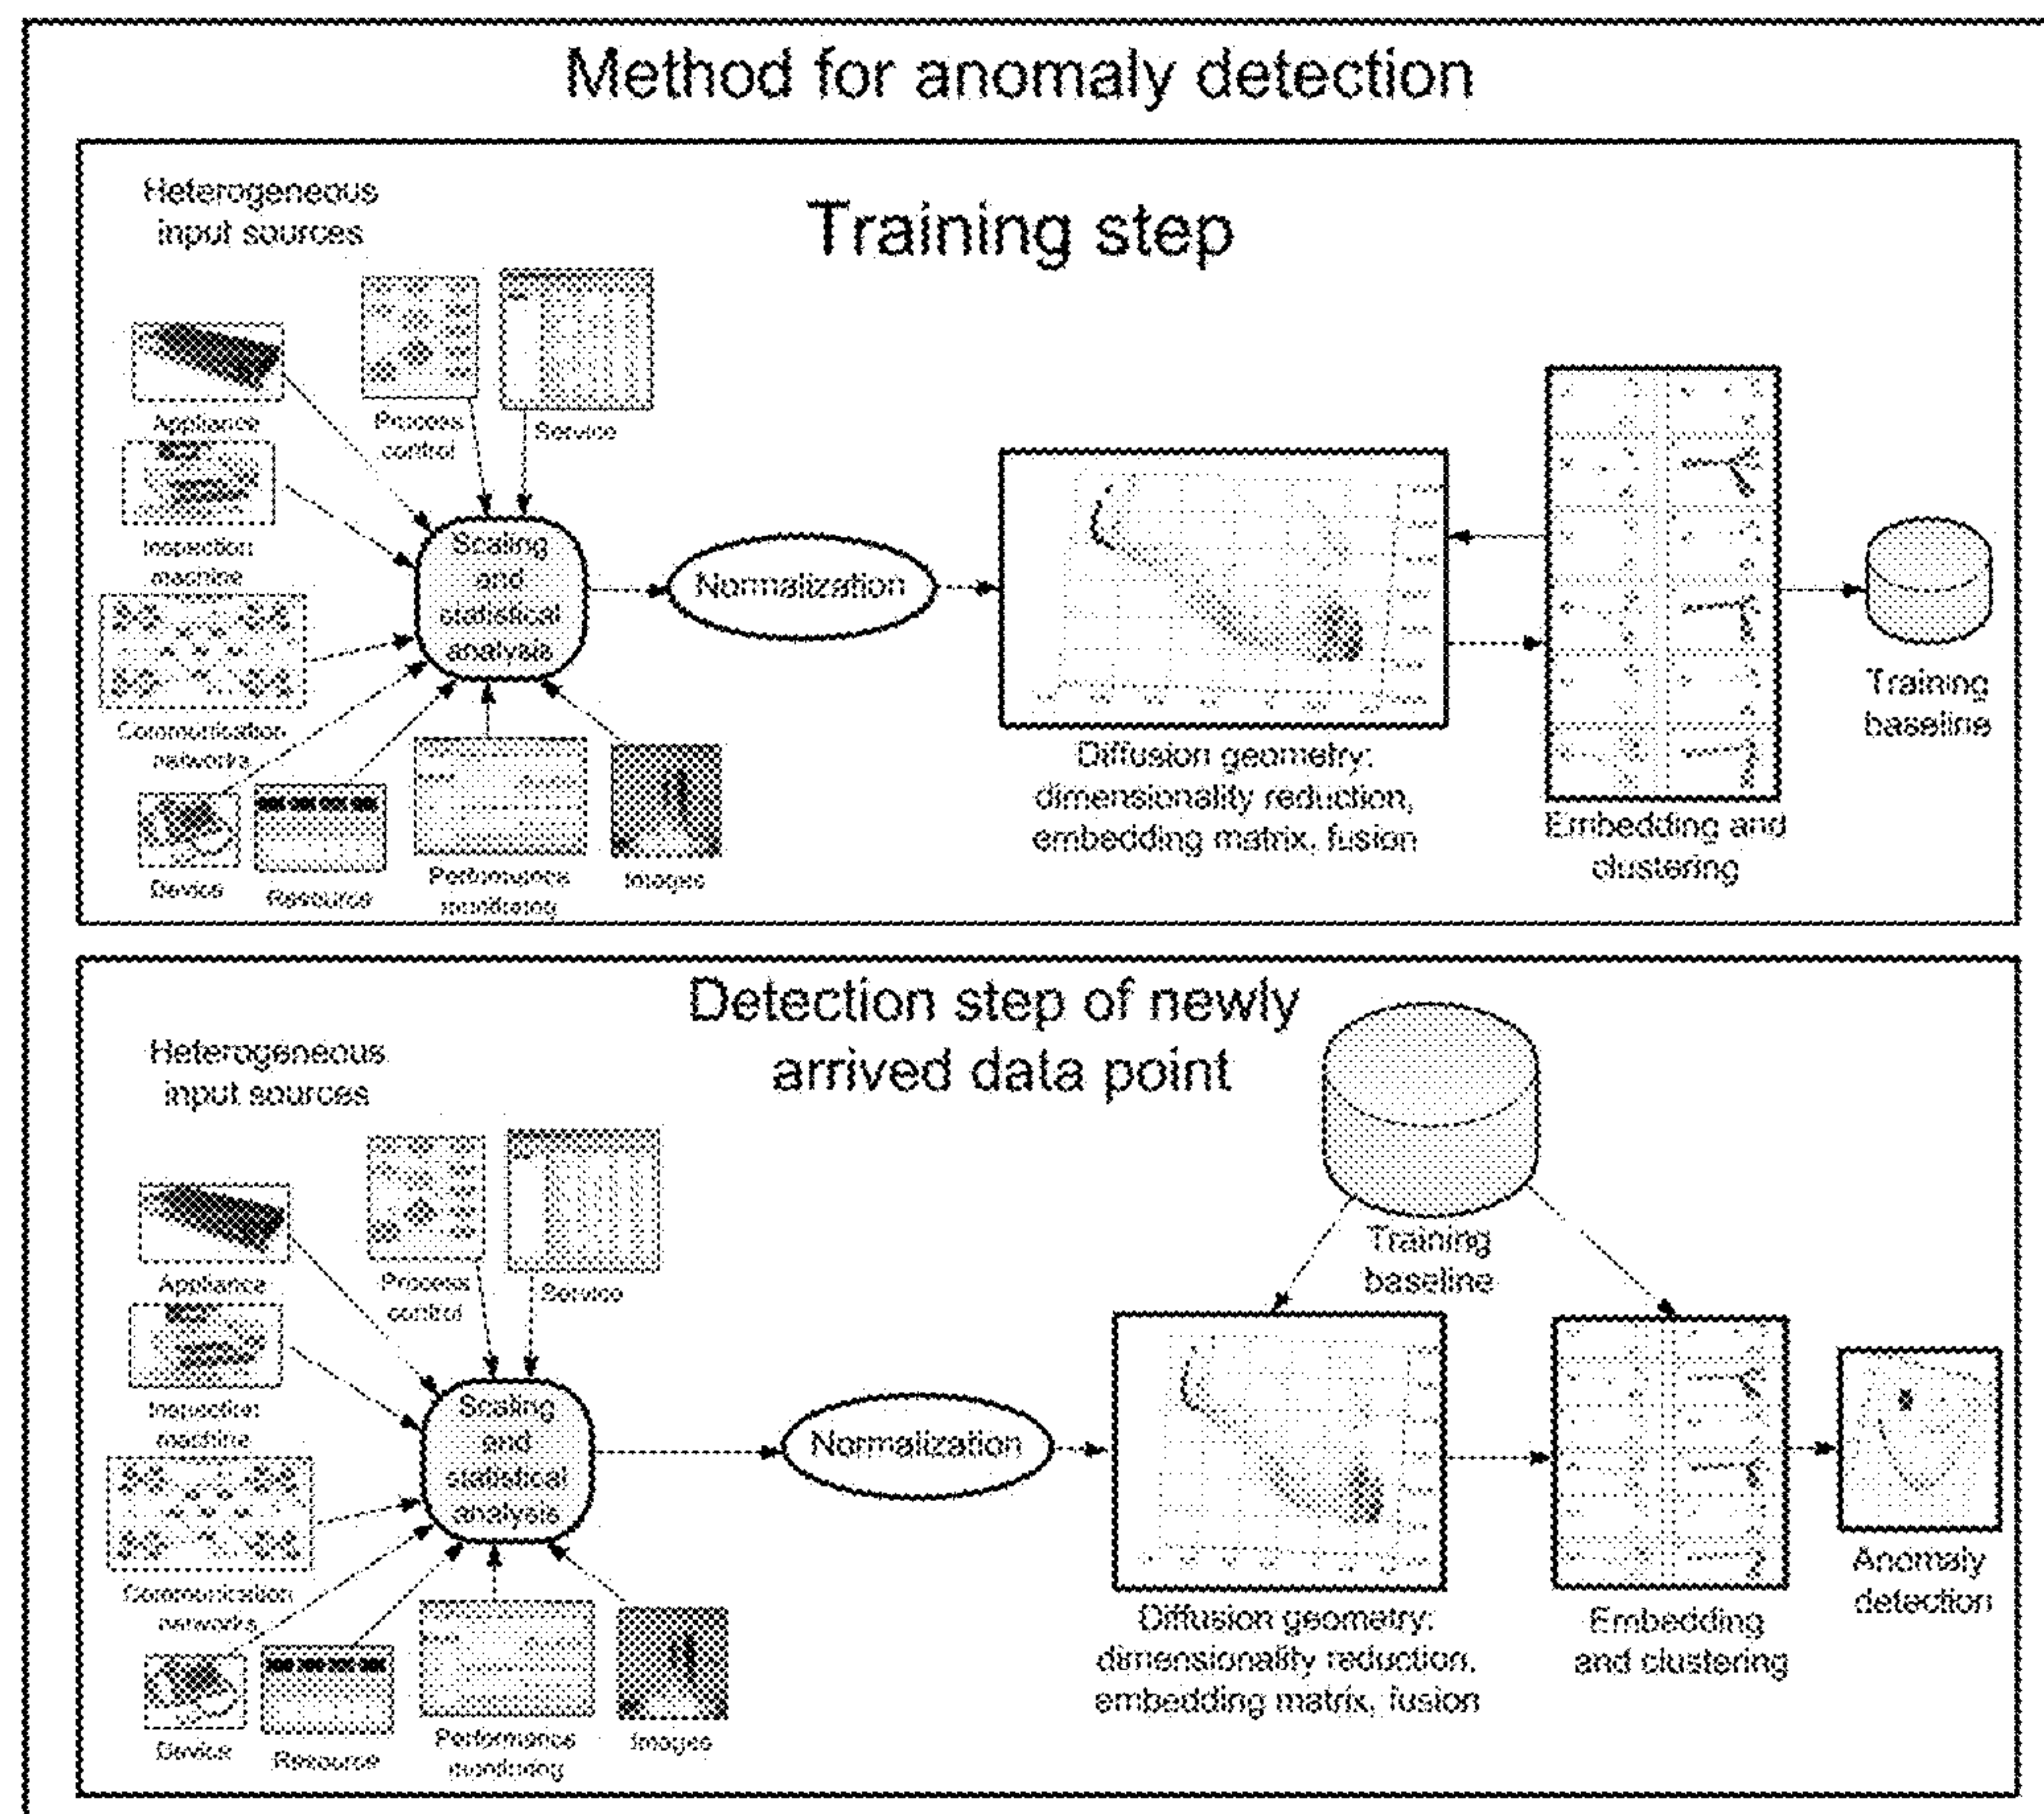 Method for anomaly detection
Training step
Heterogeneous
input sources
Appliance
Process
control
Service
Inspection
machine
Communication
networks
Device
Resource
Performance
monitoring
Images
Scaling
and
statistical
analysis
Normalization
Diffusion geometry:
dimensionality reduction,
embedding matrix, fusion
Embedding and
clustering
Training
baseline
Detection step of newly
arrived data point
Heterogeneous
input sources
Appliance
Process
control
Service
Inspection
machine
Communication
networks
Device
Resource
Performance
monitoring
Images
Scaling
and
statistical
analysis
Normalization
Training
baseline
Diffusion geometry:
dimensionality reduction,
embedding matrix, fusion
Embedding
and clustering
Anomaly
detection